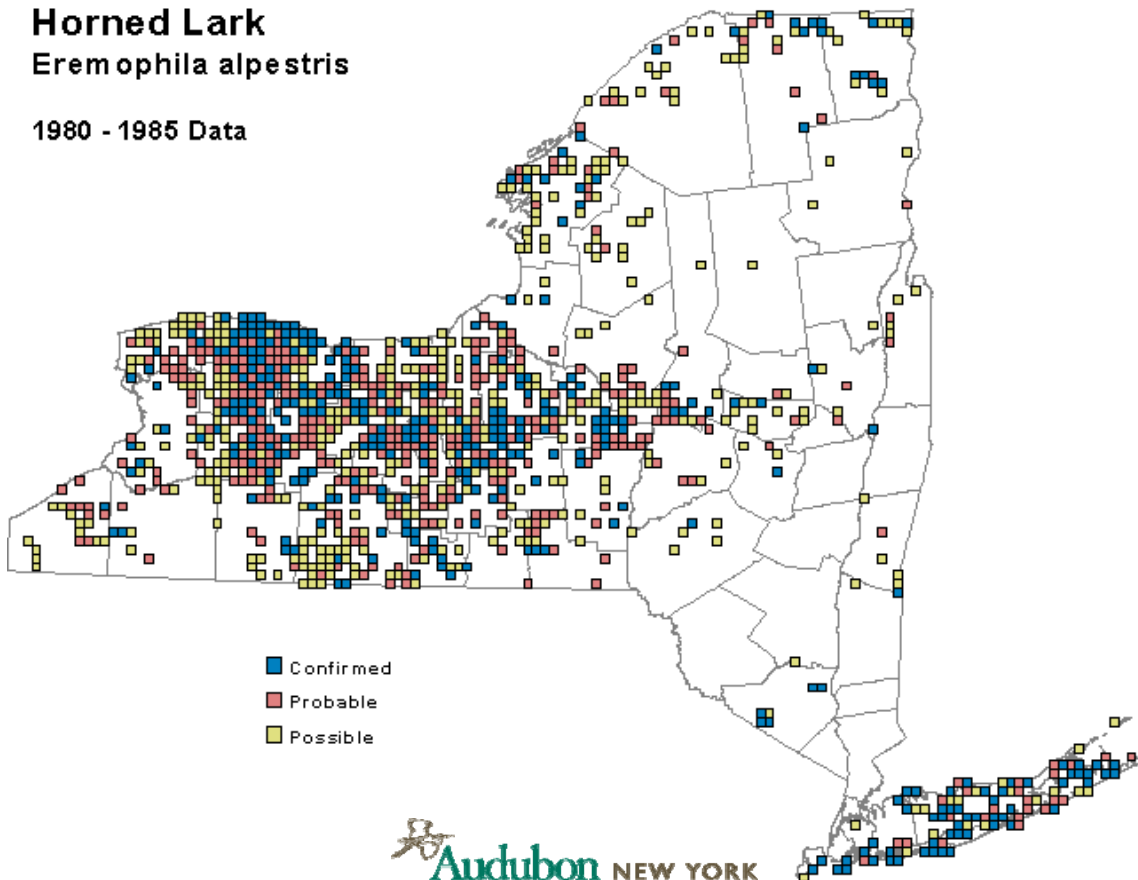 Horned Lark
Eremophila alpestris
1980 - 1985 Data
Confirmed
Probable
Possible
Audubon NEW YORK